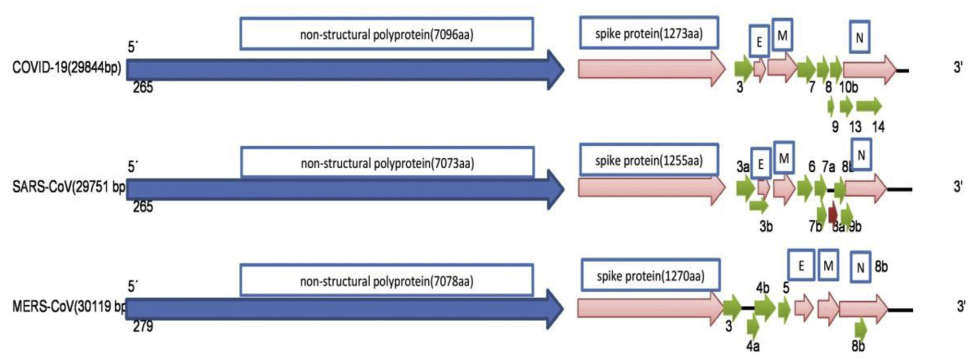 non-structural polyprotein(7096aa)
spike protein(1273aa)
E
M
N
5´
COVID-19(29844bp)
3'
265
3
7
8
10b
9
13
14
non-structural polyprotein(7073aa)
spike protein(1255aa)
E
M
N
5´
3a
6
7a
8b
SARS-CoV(29751 bp
3'
265
3b
7b
8a
9b
non-structural polyprotein(7078aa)
spike protein(1270aa)
E
M
N
8b
5´
4b
5
MERS-CoV(30119 bp
3'
279
3
4a
8b